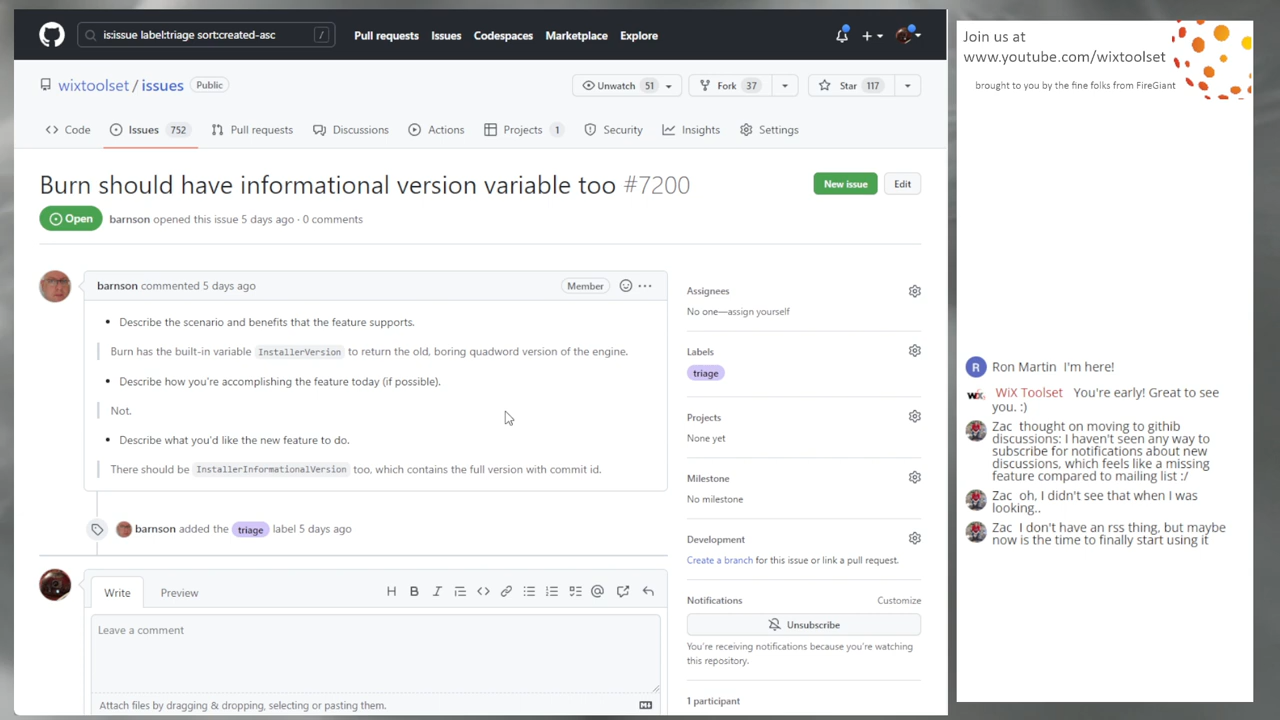 isissue label:triage sort:created-asc
/
Pull requests
Issues
Codespaces
Marketplace
Explore
wixtoolset / issues
Public
Unwatch 51
Fork 37
Star 117
Code
Issues 752
Pull requests
Discussions
Actions
Projects 1
Security
Insights
Settings
Burn should have informational version variable too #7200
New issue
Edit
Open
barnson opened this issue 5 days ago · 0 comments
barnson commented 5 days ago
Member
• Describe the scenario and benefits that the feature supports.
Burn has the built-in variable InstallerVersion to return the old, boring quadword version of the engine.
• Describe how you're accomplishing the feature today (if possible).
Not.
• Describe what you'd like the new feature to do.
There should be InstallerInformationalVersion too, which contains the full version with commit id.
barnson added the triage label 5 days ago
Write
Preview
H B I
Leave a comment
Attach files by dragging & dropping, selecting or pasting them.
Assignees
No one—assign yourself
Labels
triage
Projects
None yet
Milestone
No milestone
Development
Create a branch for this issue or link a pull request.
Notifications
Customize
Unsubscribe
You're receiving notifications because you're watching
this repository.
1 participant
Join us at
www.youtube.com/wixtoolset
brought to you by the fine folks from FireGiant
R Ron Martin I'm here!
WiX WiX Toolset You're early! Great to see
you. :)
Zac thought on moving to githib
discussions: I haven't seen any way to
subscribe for notifications about new
discussions, which feels like a missing
feature compared to mailing list :/
Zac oh, I didn't see that when I was
looking..
Zac I don't have an rss thing, but maybe
now is the time to finally start using it